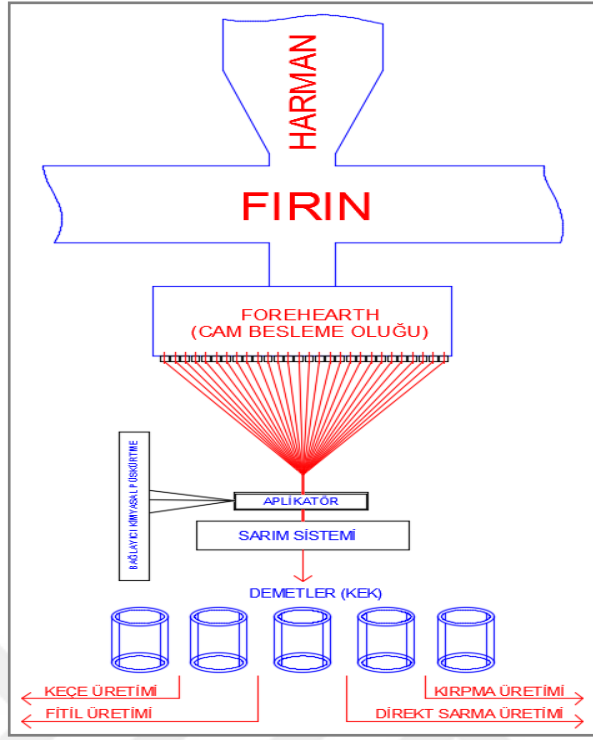 HARMAN
FIRIN
FOREHEARTH
(CAM BESLEME OLUĞU)
BAĞLAYICI KİMYASAL PÜSKÜRTME
APLİKATÖR
SARIM SİSTEMİ
DEMETLER (KEK)
KEÇE ÜRETİMİ
KIRPMA ÜRETİMİ
FİTİL ÜRETİMİ
DİREKT SARMA ÜRETİMİ